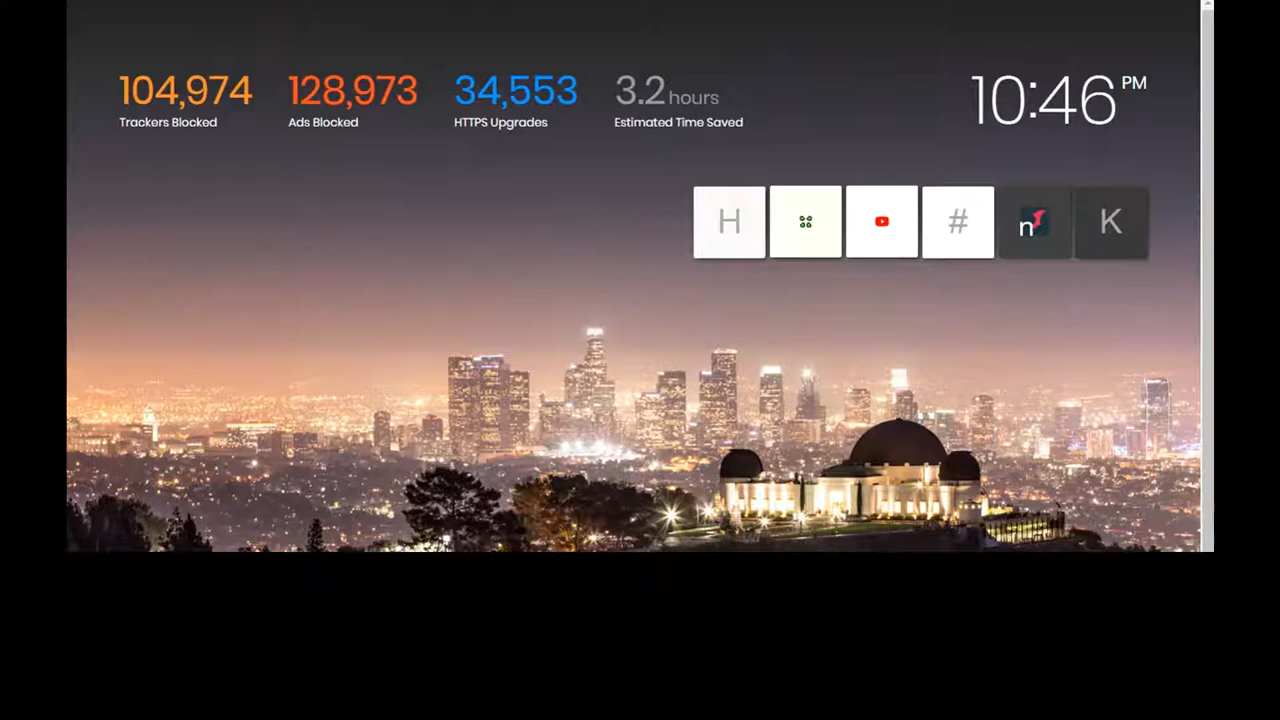 104,974 128,973 34,553 3.2 hours 10:46 PM
Trackers Blocked Ads Blocked HTTPS Upgrades Estimated Time Saved
H # n K